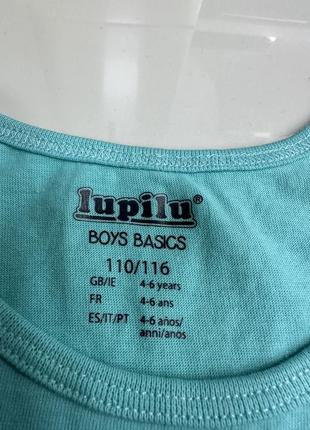 lupilu®
BOYS BASICS
110/116
GB/IE 4-6 years
FR 4-6 ans
ES/IT/PT 4-6 años/
anni/anos